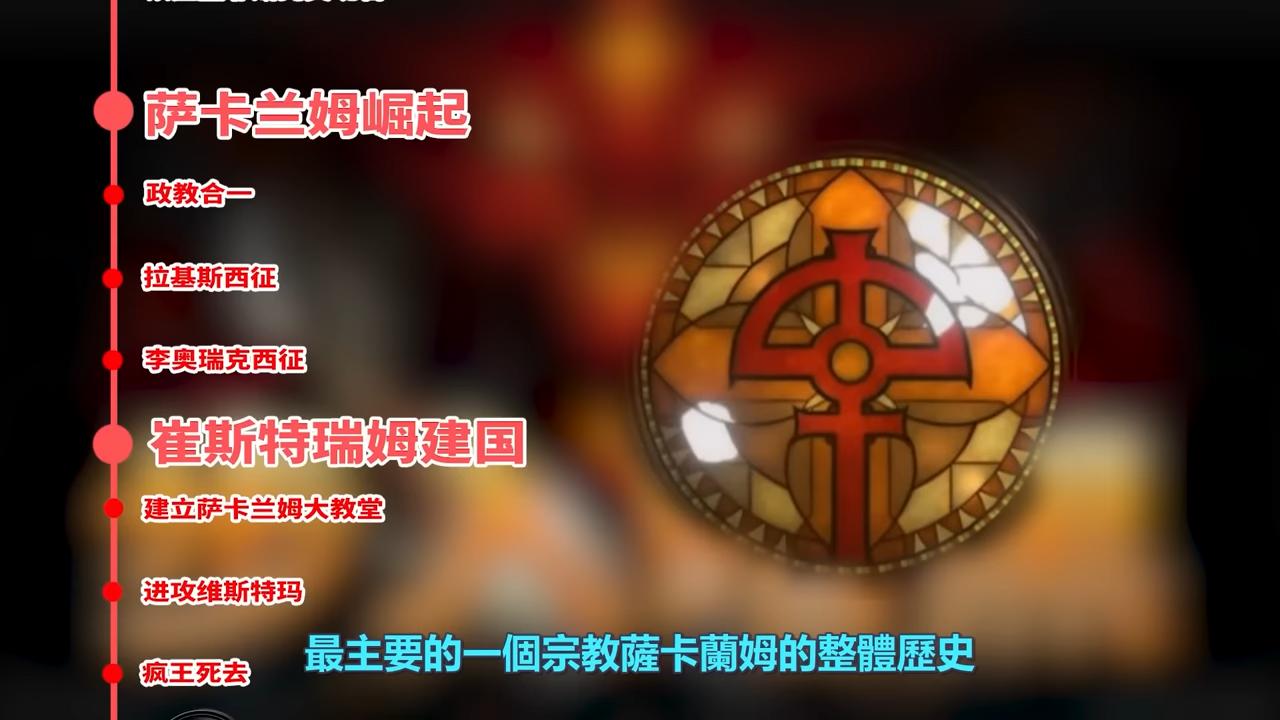 萨卡兰姆崛起
政教合一
拉基斯西征
李奥瑞克西征
崔斯特瑞姆建国
建立萨卡兰姆大教堂
进攻维斯特玛
疯王死去
最主要的一個宗教薩卡蘭姆的整體歷史